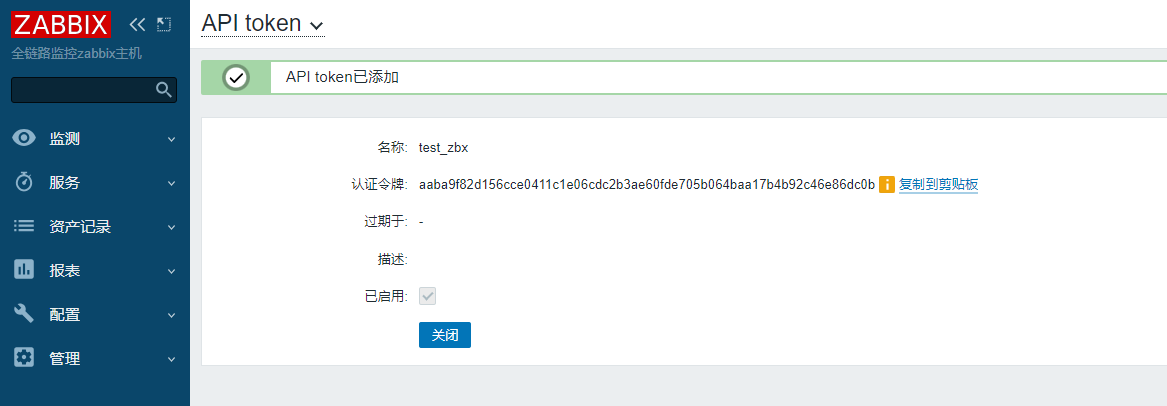 ZABBIX
全链路监控zabbix主机
监测
服务
资产记录
报表
配置
管理
API token
API token已添加
名称: test_zbx
认证令牌: aaba9f82d156cce0411c1e06cdc2b3ae60fde705b064baa17b4b92c46e86dc0b 复制到剪贴板
过期于: -
描述:
已启用:
关闭